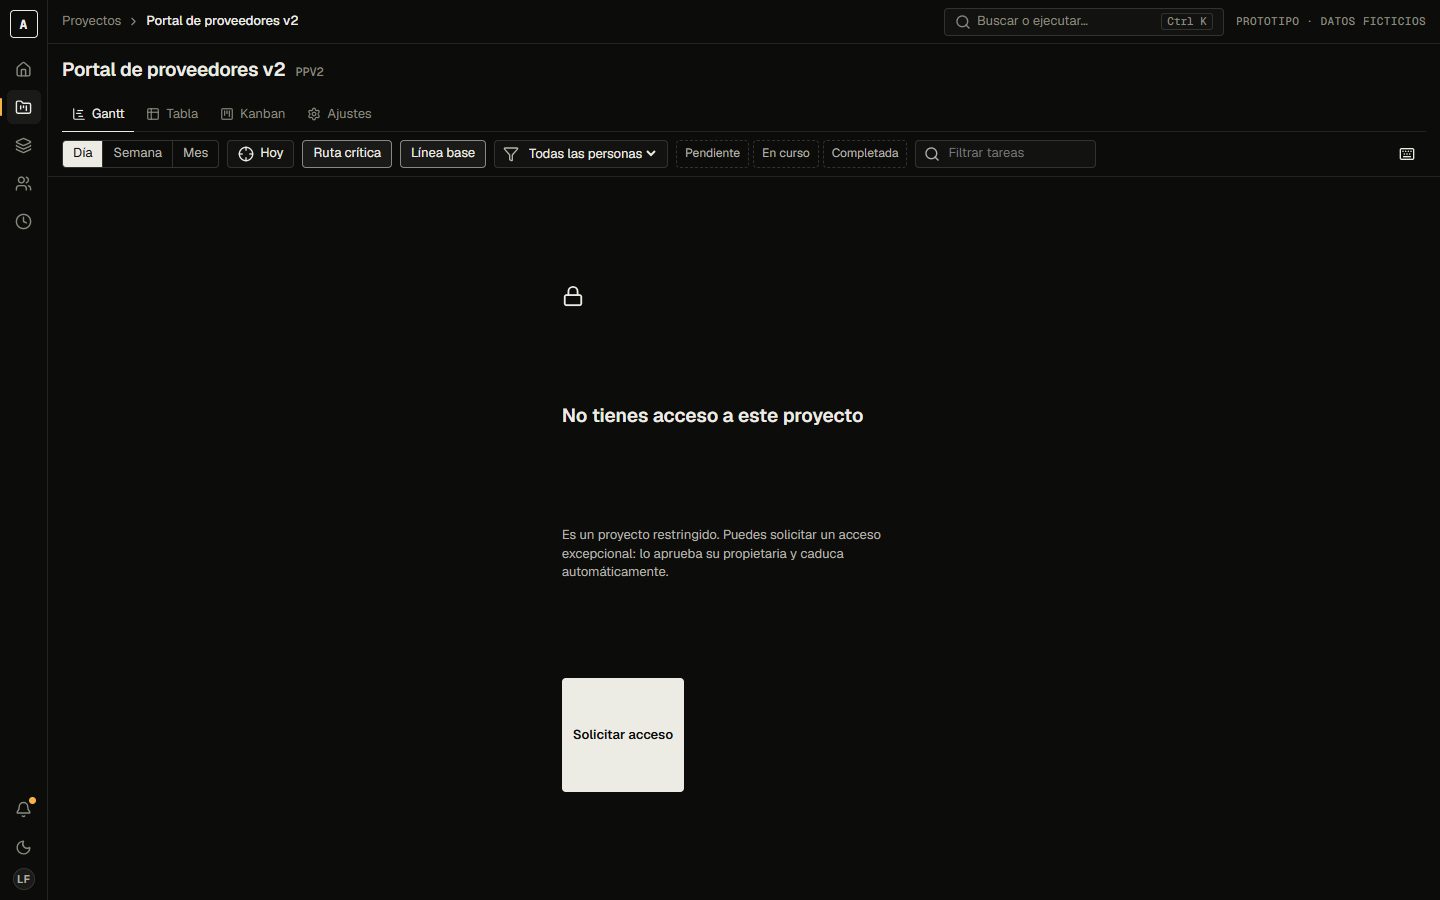 A
Proyectos > Portal de proveedores v2
Buscar o ejecutar...
Ctrl K
PROTOTIPO · DATOS FICTICIOS
Portal de proveedores v2 PPV2
Gantt
Tabla
Kanban
Ajustes
Día
Semana
Mes
Hoy
Ruta crítica
Línea base
Todas las personas
Pendiente
En curso
Completada
Filtrar tareas
No tienes acceso a este proyecto
Es un proyecto restringido. Puedes solicitar un acceso
excepcional: lo aprueba su propietaria y caduca
automáticamente.
Solicitar acceso
LF